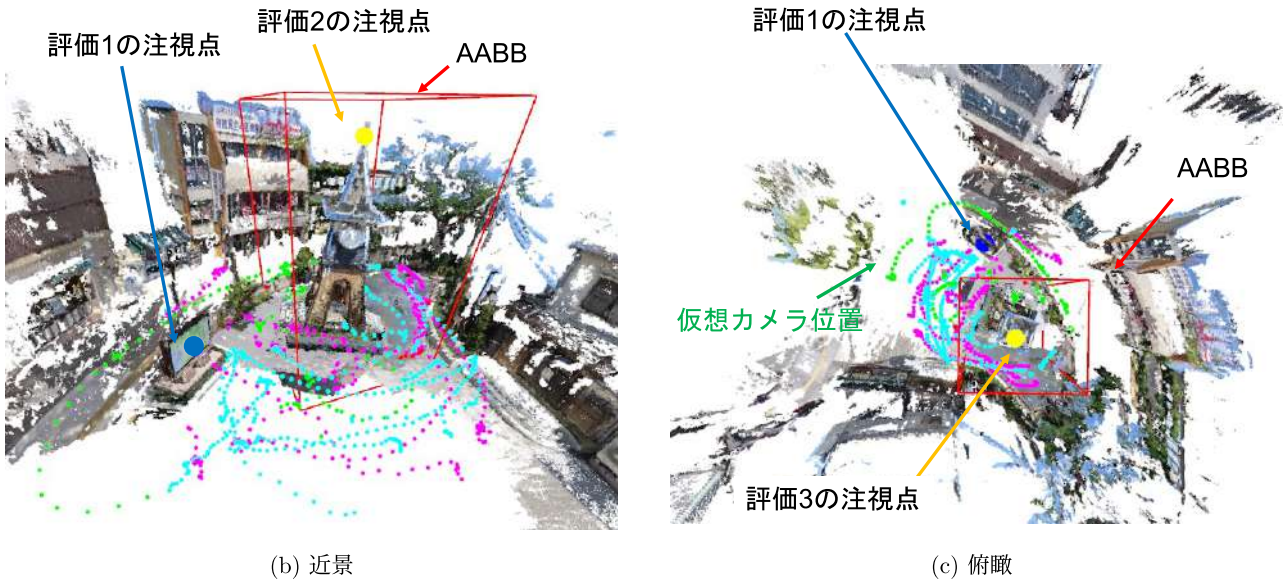 評価2の注視点
評価1の注視点
AABB
(b) 近景
評価1の注視点
AABB
仮想カメラ位置
評価3の注視点
(c) 俯瞰